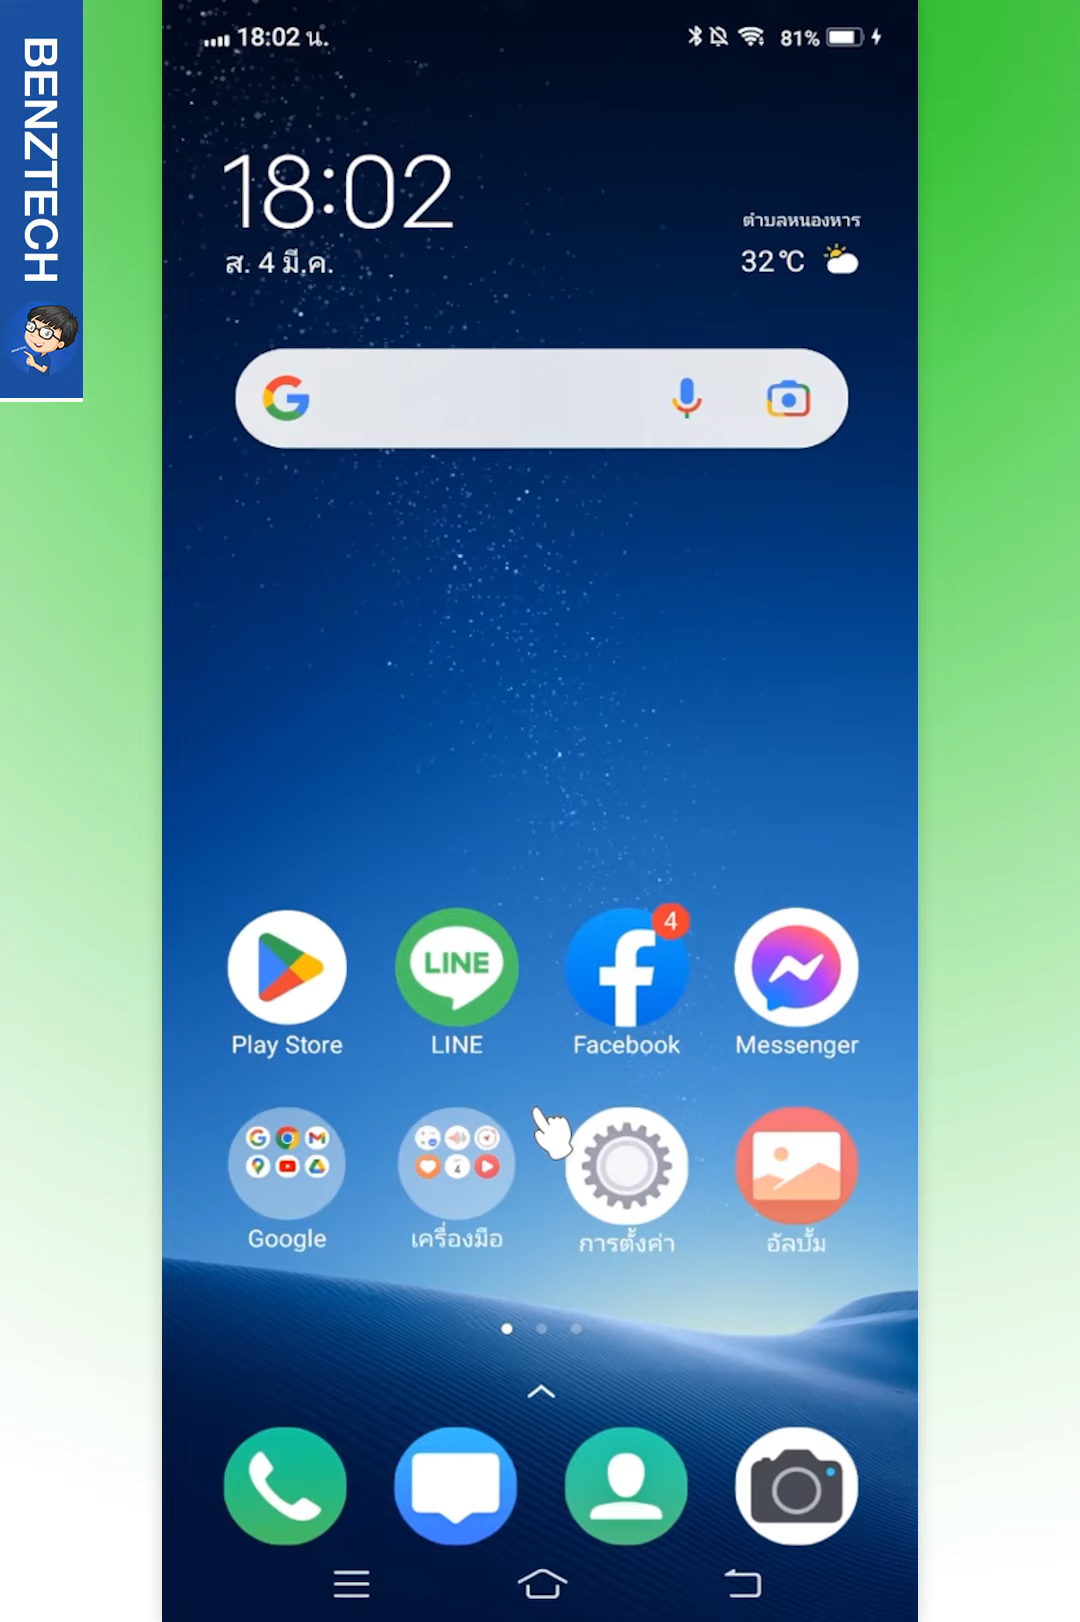 BENZTECH
18:02 น.
81%
18:02
ส. 4 มี.ค.
ตำบลหนองหาร
32°C
Play Store
LINE
LINE
Facebook
4
Messenger
Google
4
เครื่องมือ
การตั้งค่า
อัลบั้ม